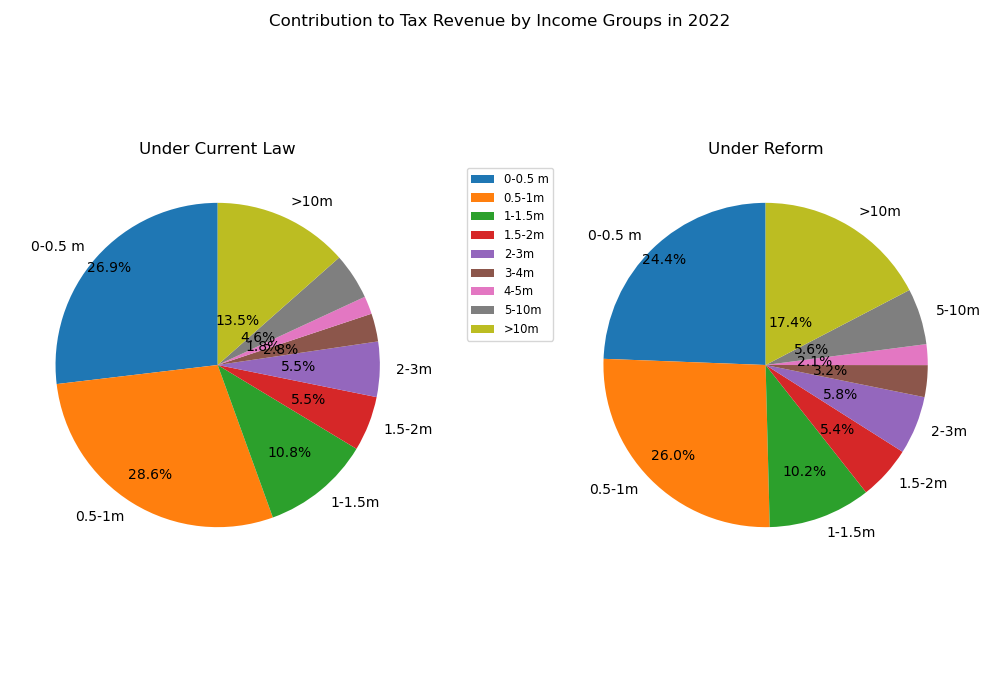 Contribution to Tax Revenue by Income Groups in 2022
Under Current Law
>10m
0-0.5 m
26.9%
13.5%
4.6%
1.8%
2.8%
5.5%
2-3m
5.5%
1.5-2m
10.8%
28.6%
1-1.5m
0.5-1m
0-0.5 m
0.5-1m
1-1.5m
1.5-2m
2-3m
3-4m
4-5m
5-10m
>10m
Under Reform
>10m
0-0.5 m
24.4%
5-10m
17.4%
5.6%
2.1%
3.2%
5.8%
2-3m
5.4%
26.0%
10.2%
1.5-2m
0.5-1m
1-1.5m